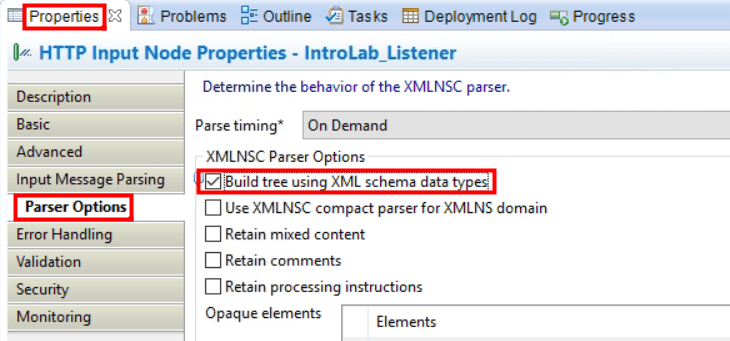 Properties Problems Outline Tasks Deployment Log Progress
HTTP Input Node Properties - IntroLab_Listener
Description
Basic
Advanced
Input Message Parsing
Parser Options
Error Handling
Validation
Security
Monitoring
Determine the behavior of the XMLNSC parser.
Parse timing* On Demand
XMLNSC Parser Options
Build tree using XML schema data types
Use XMLNSC compact parser for XMLNS domain
Retain mixed content
Retain comments
Retain processing instructions
Opaque elements
Elements